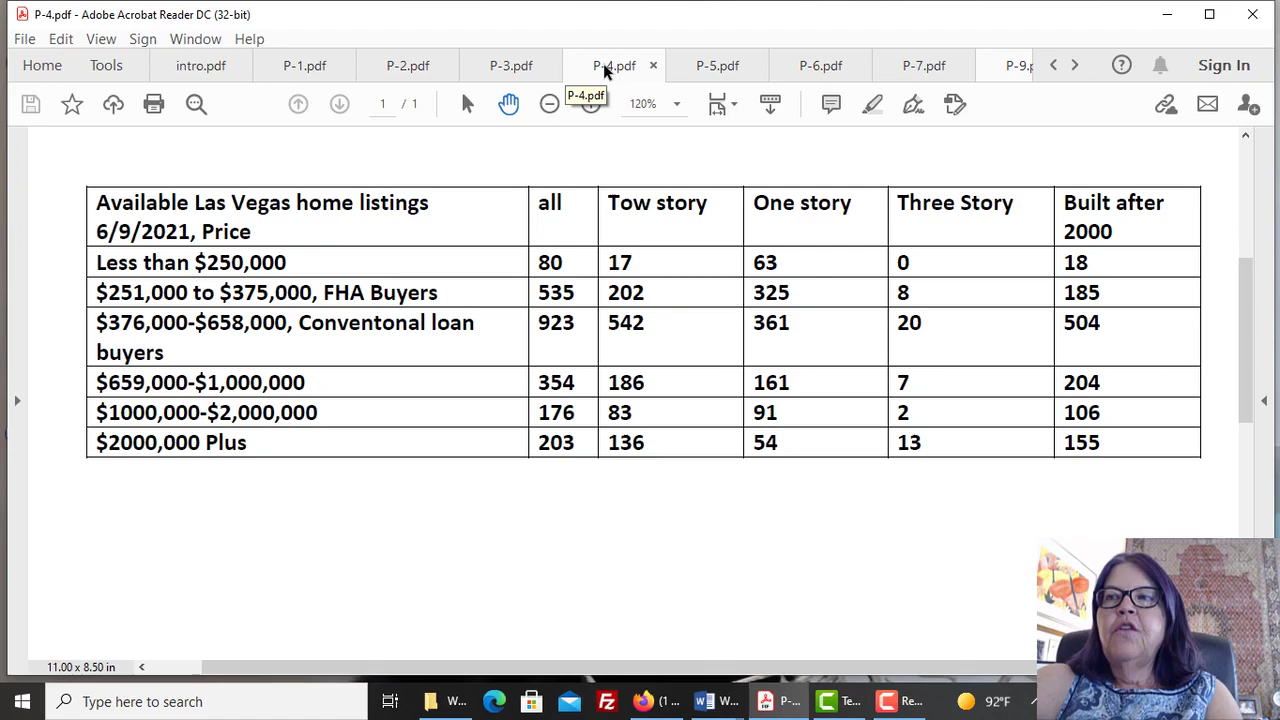 P-4.pdf - Adobe Acrobat Reader DC (32-bit)
File Edit View Sign Window Help
Home Tools intro.pdf P-1.pdf P-2.pdf P-3.pdf P-4.pdf P-5.pdf P-6.pdf P-7.pdf P-9.p Sign In
1 / 1 120%
P-4.pdf
Available Las Vegas home listings all Tow story One story Three Story Built after
6/9/2021, Price 2000
Less than $250,000 80 17 63 0 18
$251,000 to $375,000, FHA Buyers 535 202 325 8 185
$376,000-$658,000, Conventonal loan 923 542 361 20 504
buyers
$659,000-$1,000,000 354 186 161 7 204
$1000,000-$2,000,000 176 83 91 2 106
$2000,000 Plus 203 136 54 13 155
11.00 x 8.50 in
Type here to search W... (1 ... W... P-... Te... Re... 92°F